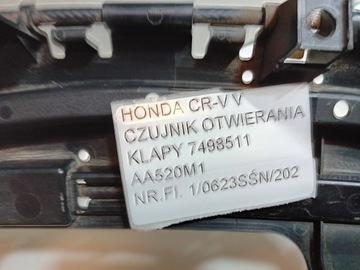 HONDA CR-V V
CZUJNIK OTWIERANIA
KLAPY 7498511
AA520M1
NR.FI. 1/0623SŚN/202